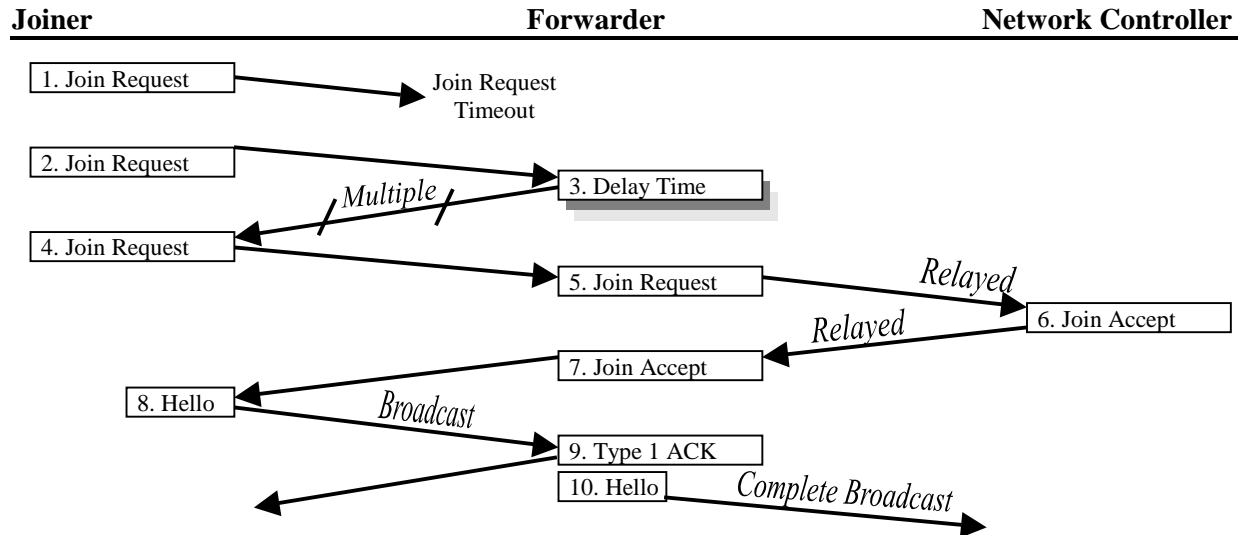 Joiner Forwarder Network Controller
1. Join Request
Join Request
Timeout
2. Join Request
3. Delay Time
Multiple
4. Join Request
5. Join Request
Relayed
6. Join Accept
Relayed
7. Join Accept
8. Hello
Broadcast
9. Type 1 ACK
10. Hello
Complete Broadcast